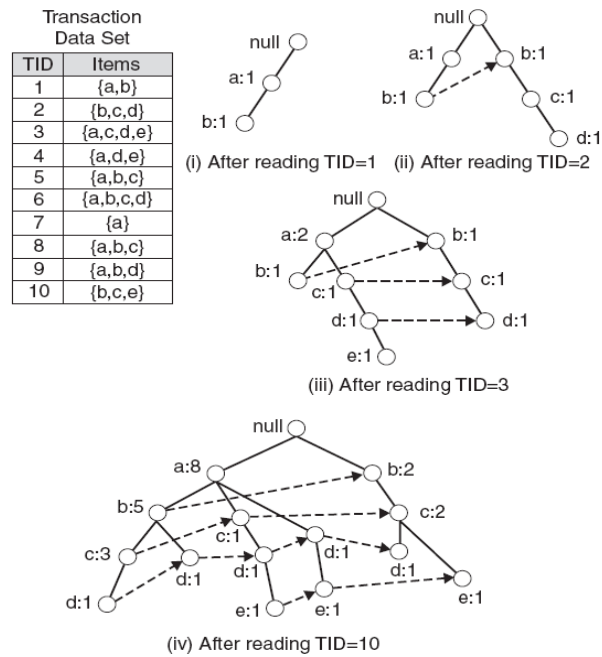 Transaction
Data Set
TID Items
1 {a,b}
2 {b,c,d}
3 {a,c,d,e}
4 {a,d,e}
5 {a,b,c}
6 {a,b,c,d}
7 {a}
8 {a,b,c}
9 {a,b,d}
10 {b,c,e}
null
a:1
b:1
(i) After reading TID=1
null
a:1 b:1
b:1 c:1
d:1
(ii) After reading TID=2
null
a:2 b:1
b:1 c:1 c:1
d:1 d:1
e:1
(iii) After reading TID=3
null
a:8 b:2
b:5 c:2
c:1
c:3 d:1 d:1 d:1 d:1
d:1 e:1 e:1 e:1
(iv) After reading TID=10